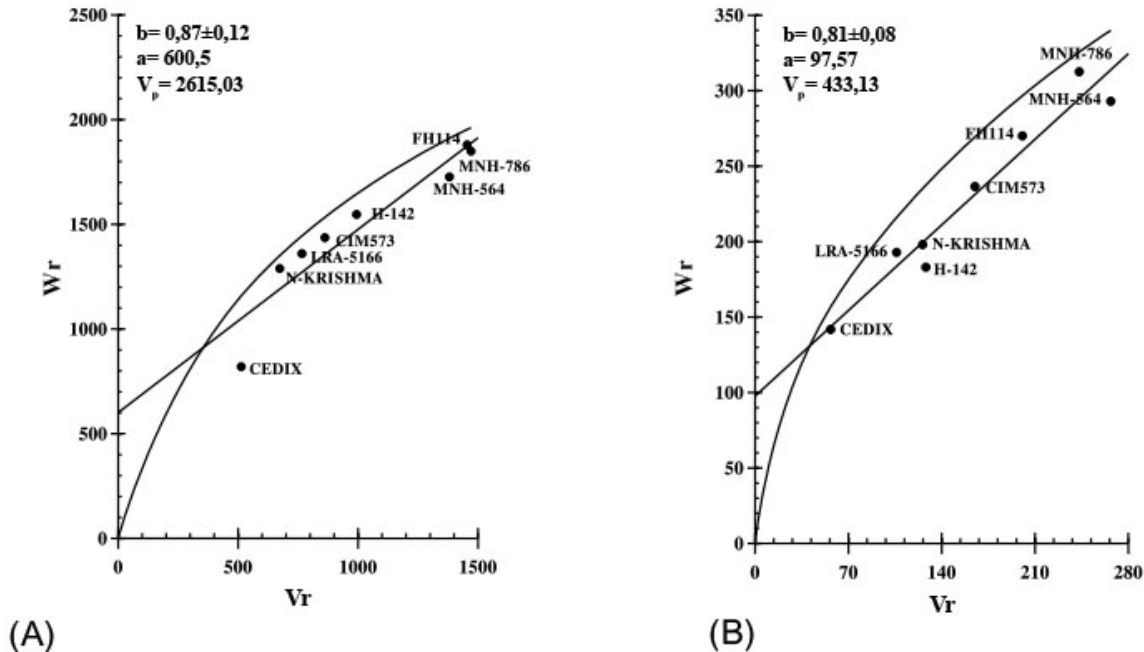 b= 0,87±0,12
a= 600,5
Vp= 2615,03
2500
2000
1500
1000
500
0
Wr
FH114
MNH-786
MNH-564
H-142
CIM573
LRA-5166
N-KRISHMA
CEDIX
0 500 1000 1500
Vr
(A)
b= 0,81±0,08
a= 97,57
Vp= 433,13
350
300
250
200
150
100
50
0
Wr
MNH-786
MNH-564
FH114
CIM573
LRA-5166
N-KRISHMA
H-142
CEDIX
0 70 140 210 280
Vr
(B)